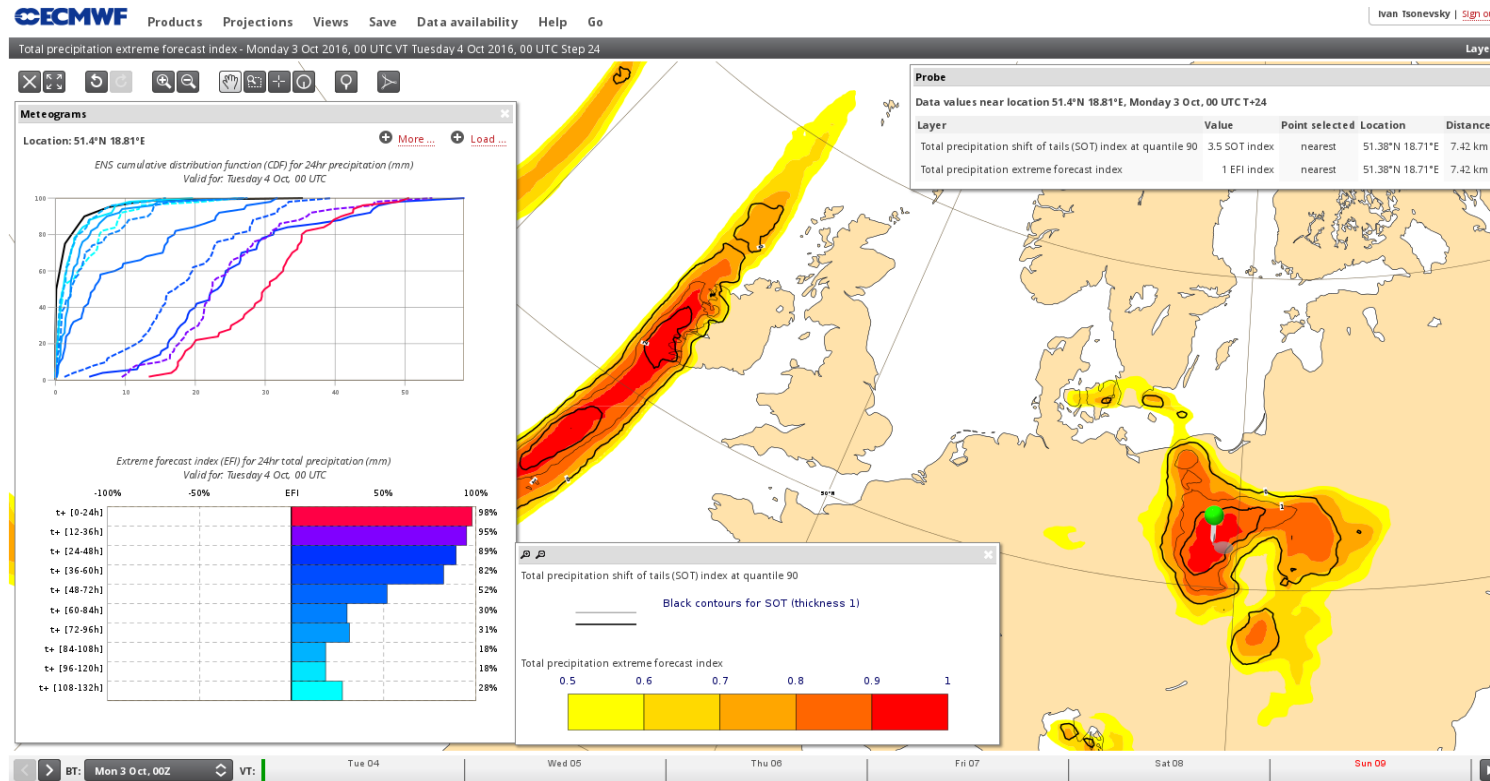 ECMWF Products Projections Views Save Data availability Help Go
Ivan Tsonevsky | Sign ou
Total precipitation extreme forecast index - Monday 3 Oct 2016, 00 UTC VT Tuesday 4 Oct 2016, 00 UTC Step 24
Laye
Meteograms
Location: 51.4°N 18.81°E
More ... Load ...
ENS cumulative distribution function (CDF) for 24hr precipitation (mm)
Valid for: Tuesday 4 Oct, 00 UTC
100
80
60
40
20
0
0 10 20 30 40 50
Extreme forecast index (EFI) for 24hr total precipitation (mm)
Valid for: Tuesday 4 Oct, 00 UTC
-100% -50% EFI 50% 100%
t+ [0-24h] 98%
t+ [12-36h] 95%
t+ [24-48h] 89%
t+ [36-60h] 82%
t+ [48-72h] 52%
t+ [60-84h] 30%
t+ [72-96h] 31%
t+ [84-108h] 18%
t+ [96-120h] 18%
t+ [108-132h] 28%
Probe
Data values near location 51.4°N 18.81°E, Monday 3 Oct, 00 UTC T+24
Layer Value Point selected Location Distance
Total precipitation shift of tails (SOT) index at quantile 90 3.5 SOT index nearest 51.38°N 18.71°E 7.42 km
Total precipitation extreme forecast index 1 EFI index nearest 51.38°N 18.71°E 7.42 km
50°N
1
Total precipitation shift of tails (SOT) index at quantile 90
Black contours for SOT (thickness 1)
Total precipitation extreme forecast index
0.5 0.6 0.7 0.8 0.9 1
BT: Mon 3 Oct, 00Z VT:
Tue 04 Wed 05 Thu 06 Fri 07 Sat 08 Sun 09